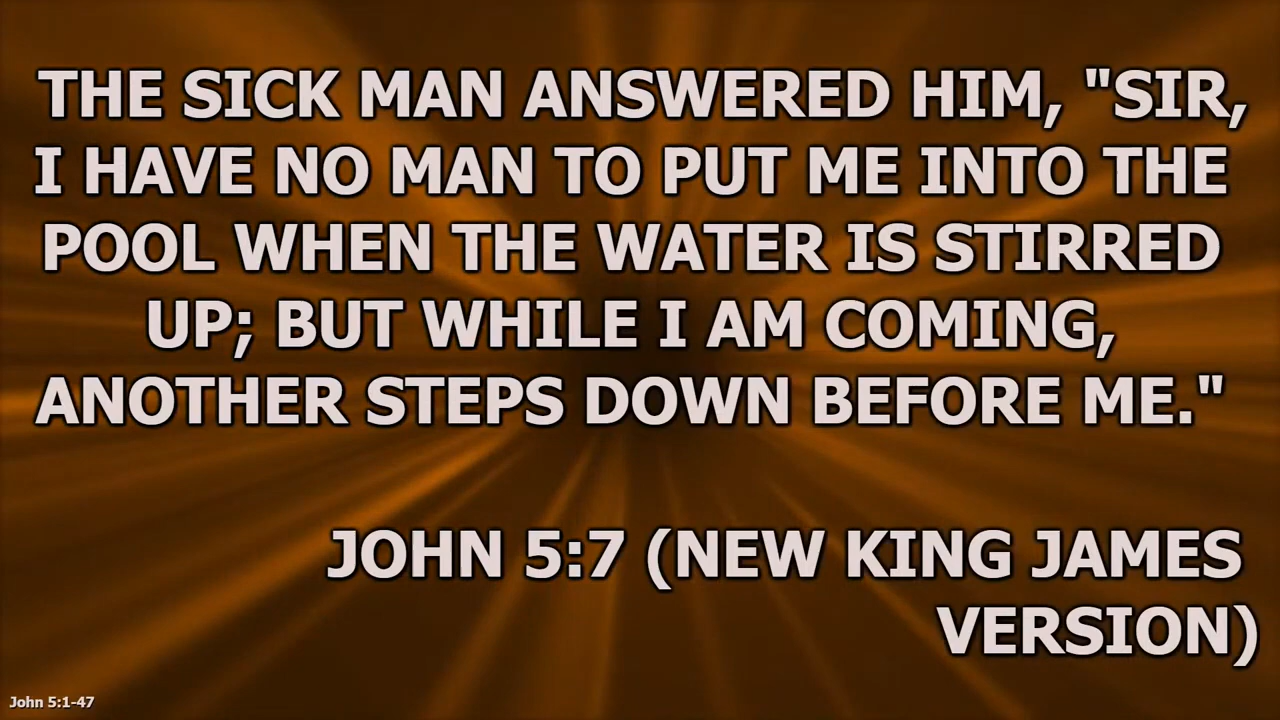 THE SICK MAN ANSWERED HIM, "SIR,
I HAVE NO MAN TO PUT ME INTO THE
POOL WHEN THE WATER IS STIRRED
UP; BUT WHILE I AM COMING,
ANOTHER STEPS DOWN BEFORE ME."
JOHN 5:7 (NEW KING JAMES
VERSION)
John 5:1-47